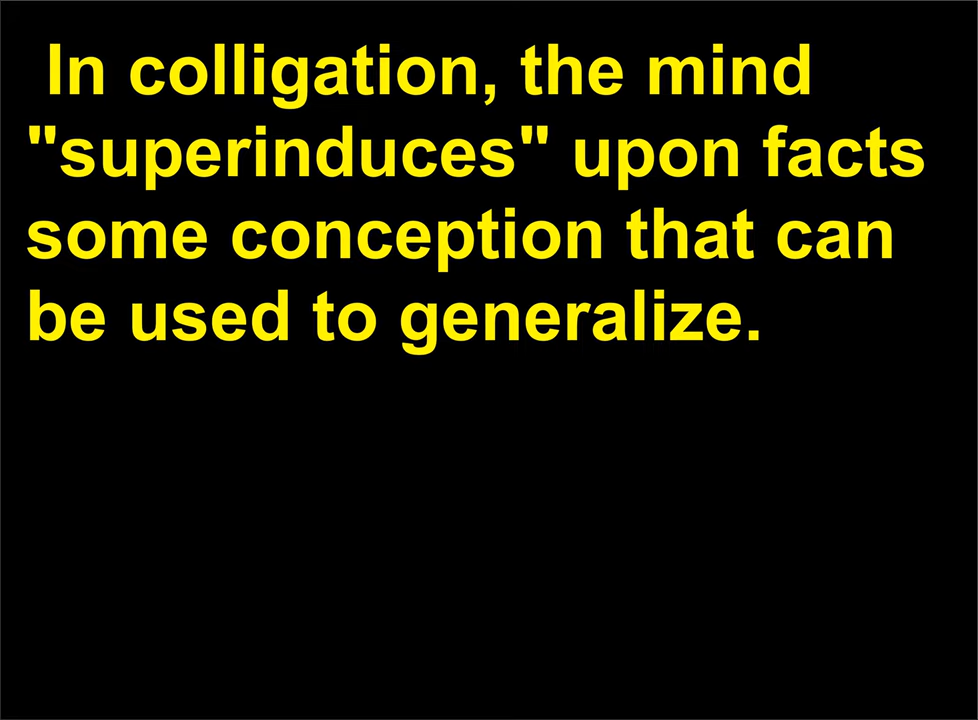 In colligation, the mind
"superinduces" upon facts
some conception that can
be used to generalize.